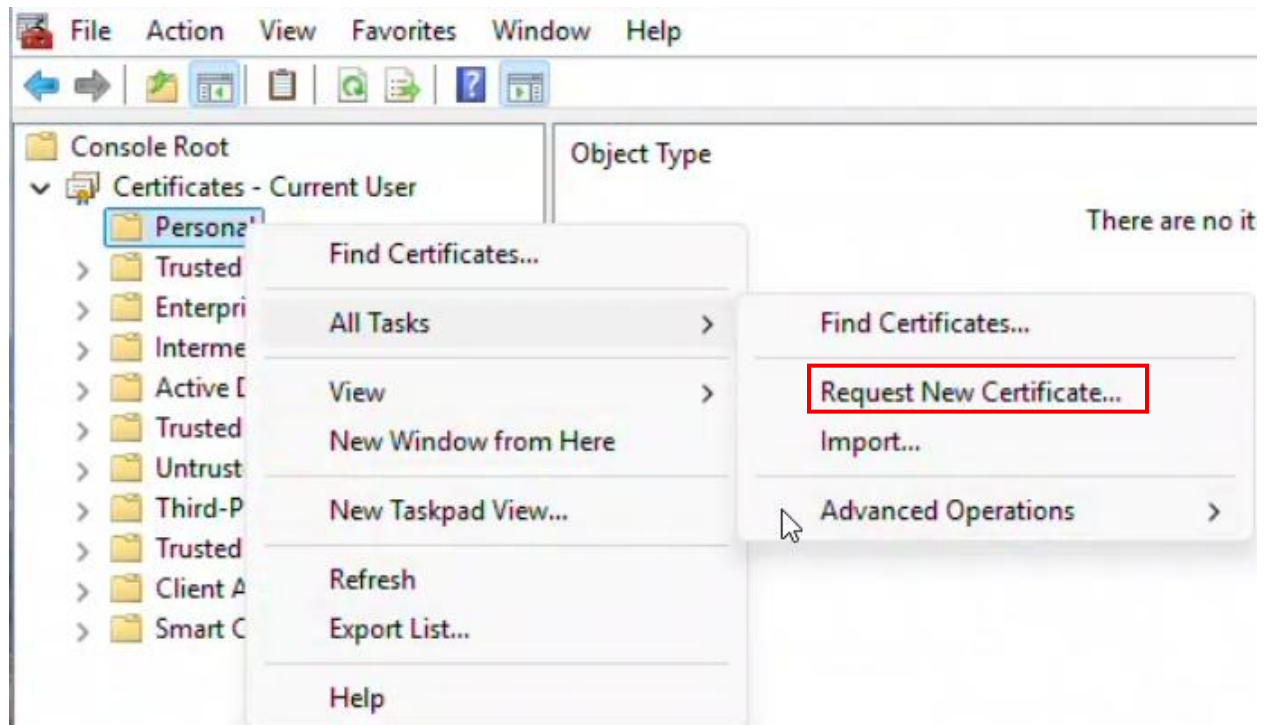 File Action View Favorites Window Help
Console Root
Object Type
Certificates - Current User
Personal
There are no it
Trusted
Enterpri
Interme
Active D
Trusted
Untrust
Third-P
Trusted
Client A
Smart C
Find Certificates...
All Tasks
View
New Window from Here
New Taskpad View...
Refresh
Export List...
Help
Find Certificates...
Request New Certificate...
Import...
Advanced Operations